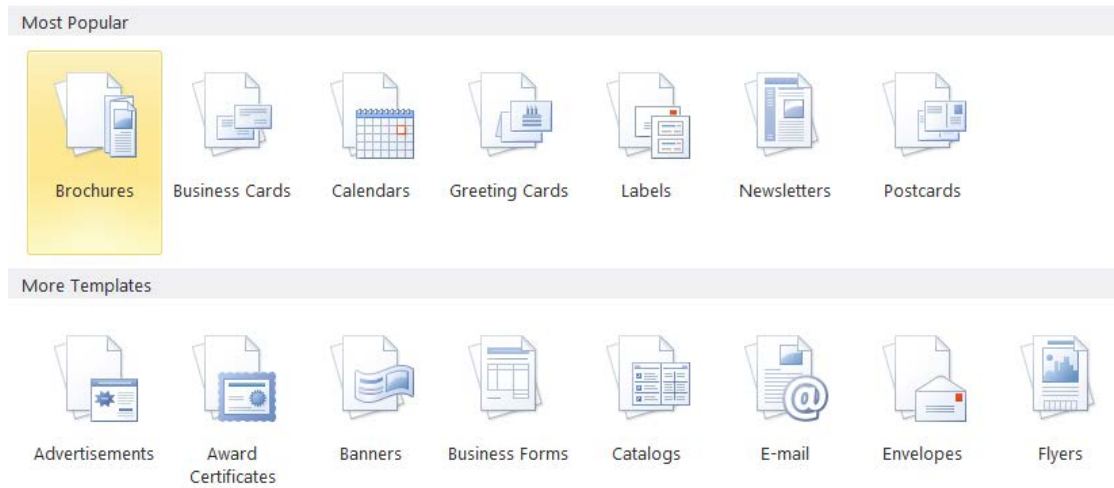 Most Popular
Brochures
Business Cards
Calendars
Greeting Cards
Labels
Newsletters
Postcards
More Templates
Advertisements
Award
Certificates
Banners
Business Forms
Catalogs
E-mail
Envelopes
Flyers